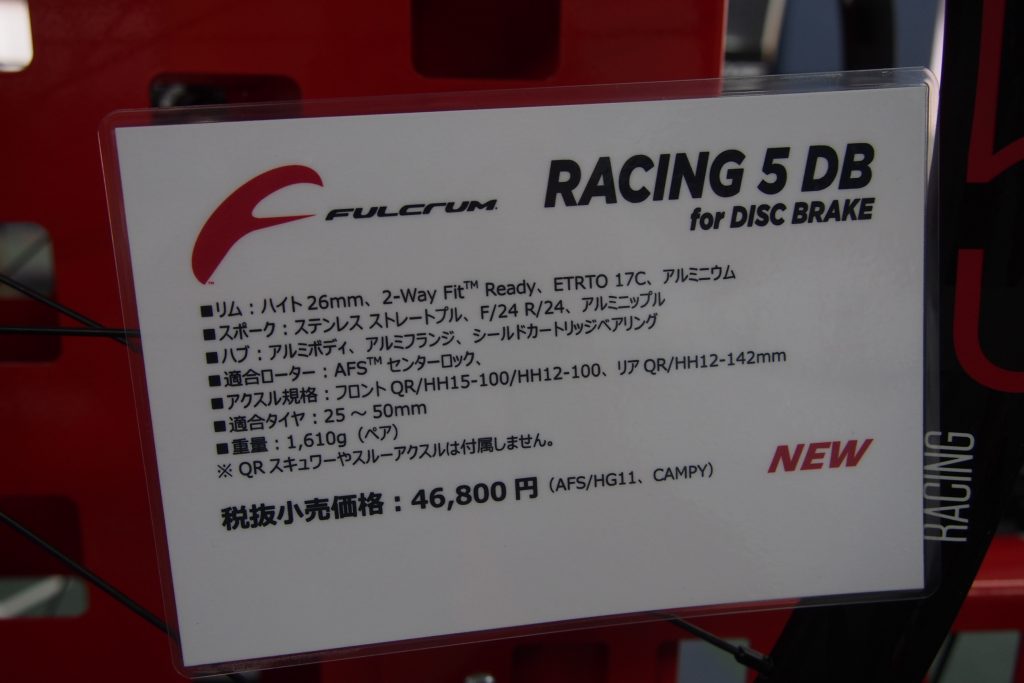 FULCRUM
RACING 5 DB
for DISC BRAKE
■リム：ハイト 26mm、2-Way Fit™ Ready、ETRTO 17C、アルミニウム
■スポーク：ステンレス ストレートプル、F/24 R/24、アルミニップル
■ハブ：アルミボディ、アルミフランジ、シールドカートリッジベアリング
■適合ローター：AFS™ センターロック、
■アクスル規格：フロント QR/HH15-100/HH12-100、リア QR/HH12-142mm
■適合タイヤ：25 ～ 50mm
■重量：1,610g（ペア）
※ QR スキュワーやスルーアクスルは付属しません。
NEW
税抜小売価格：46,800 円（AFS/HG11、CAMPY）
RACING